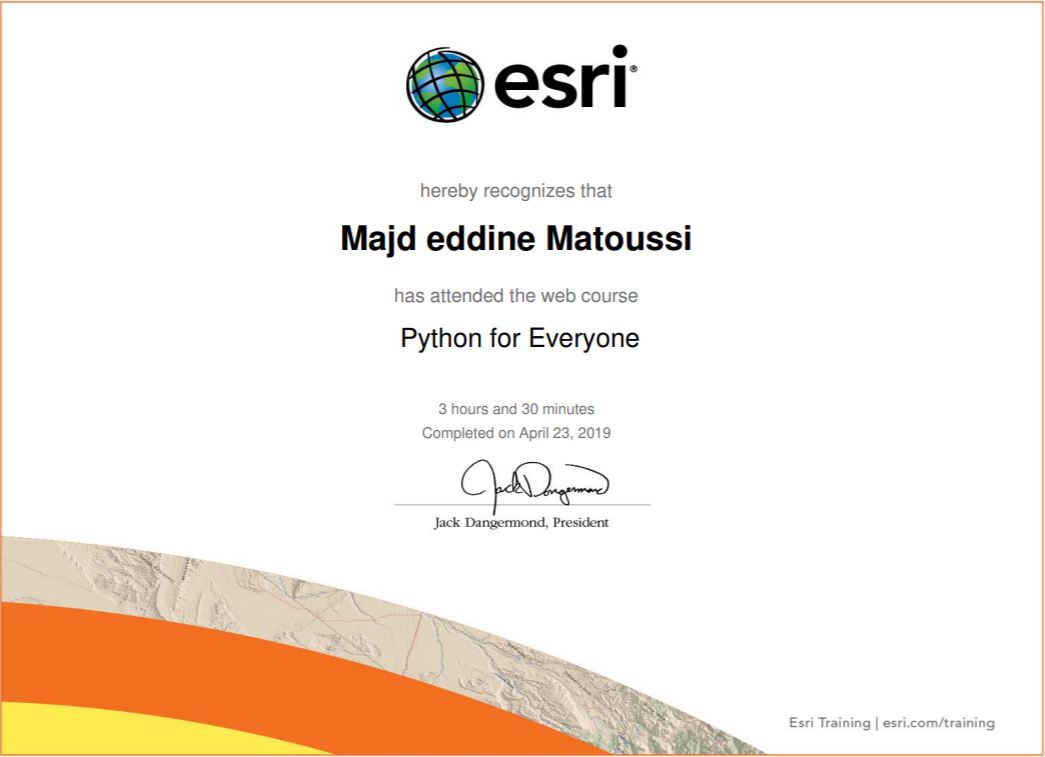 esri®
hereby recognizes that
Majd eddine Matoussi
has attended the web course
Python for Everyone
3 hours and 30 minutes
Completed on April 23, 2019
Jack Dangermond
Jack Dangermond, President
Esri Training | esri.com/training